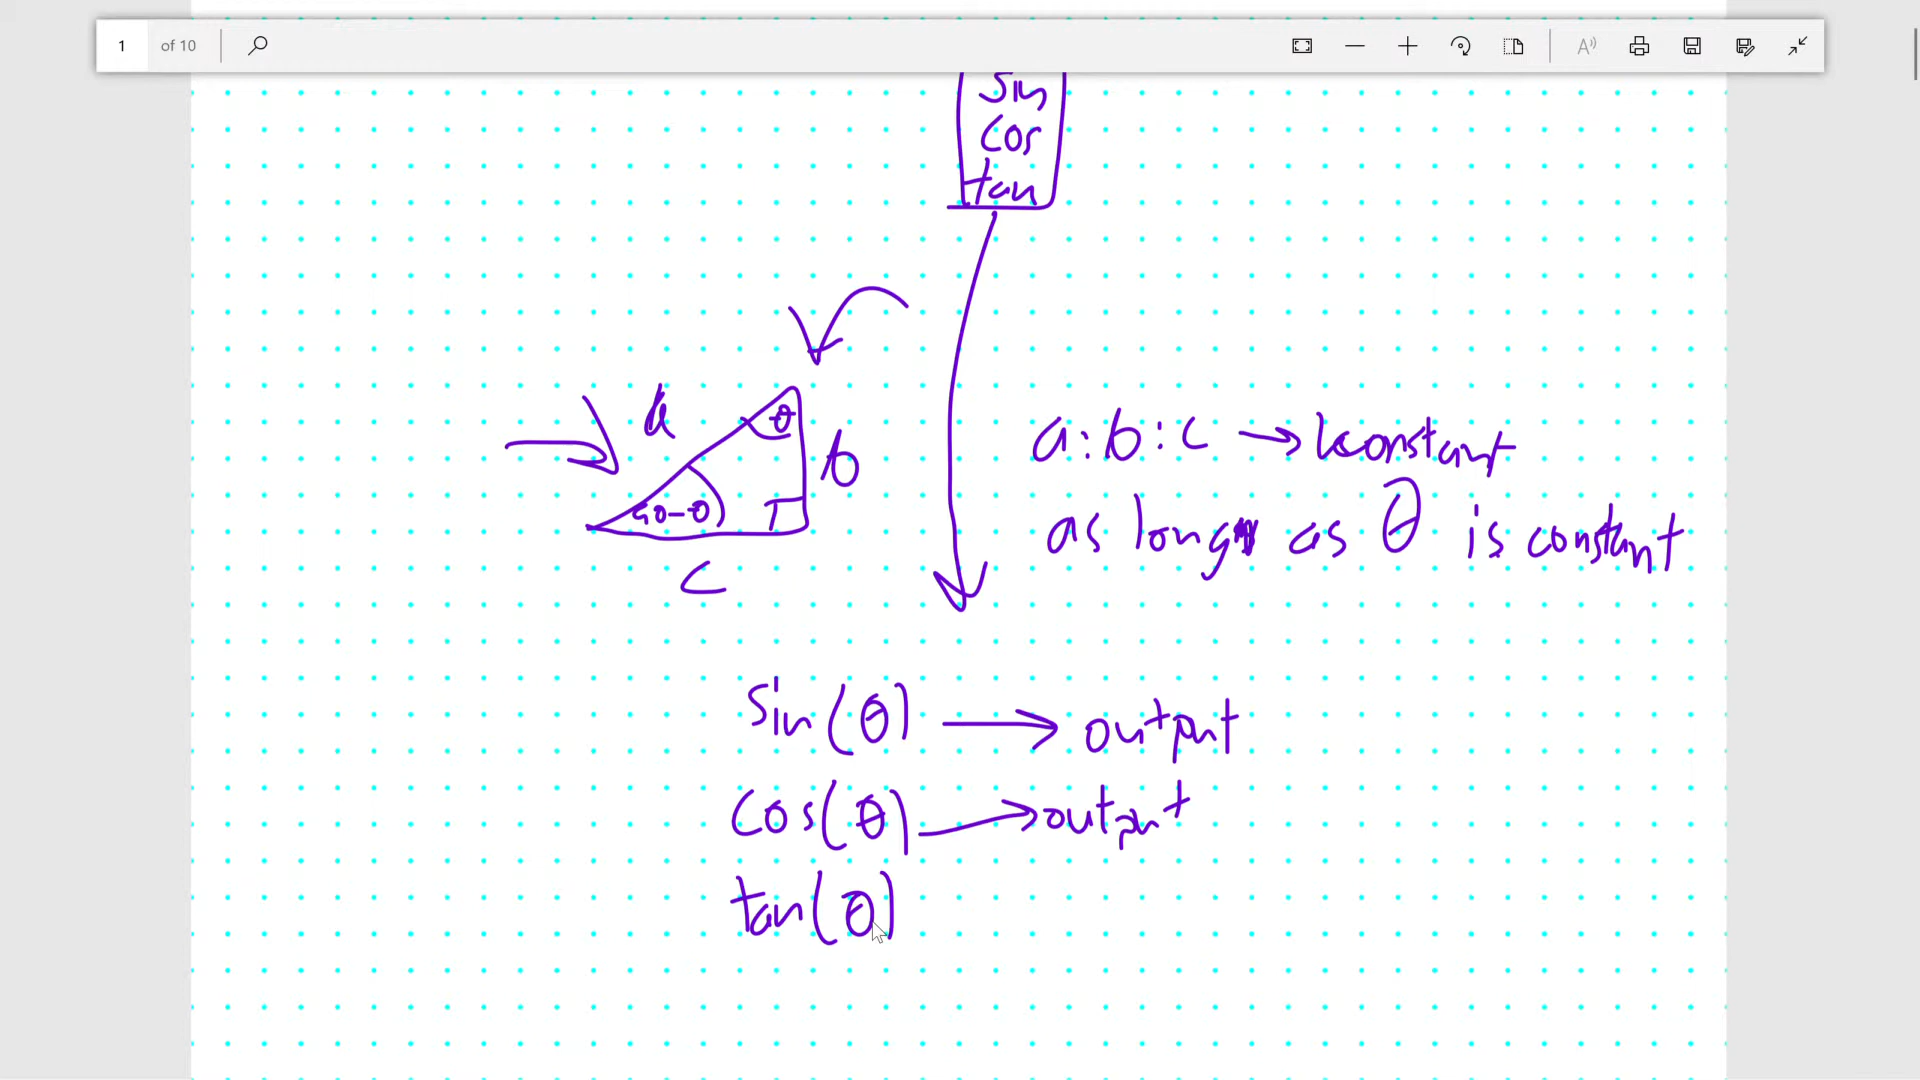 1 of 10
sin
cos
tan
a
θ
b
90-θ
c
a:b:c → constant
as long as θ is constant
sin(θ) → output
cos(θ) → output
tan(θ)